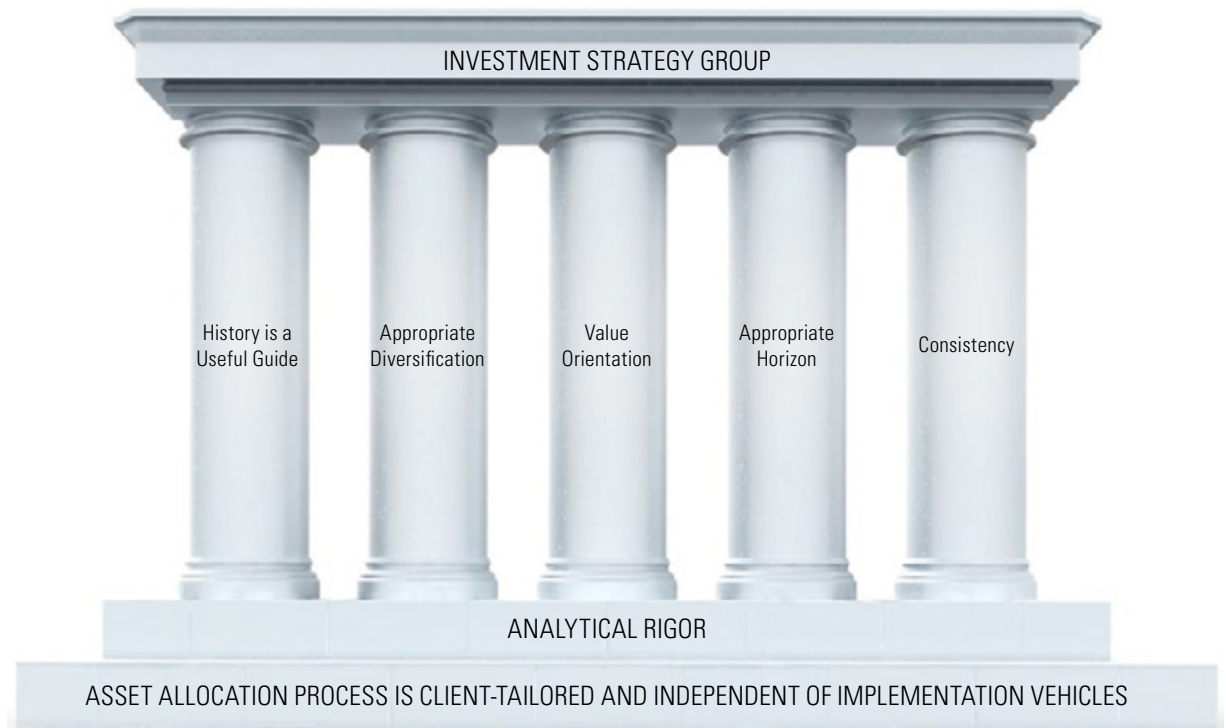 INVESTMENT STRATEGY GROUP
History is a
Useful Guide
Appropriate
Diversification
Value
Orientation
Appropriate
Horizon
Consistency
ANALYTICAL RIGOR
ASSET ALLOCATION PROCESS IS CLIENT-TAILORED AND INDEPENDENT OF IMPLEMENTATION VEHICLES